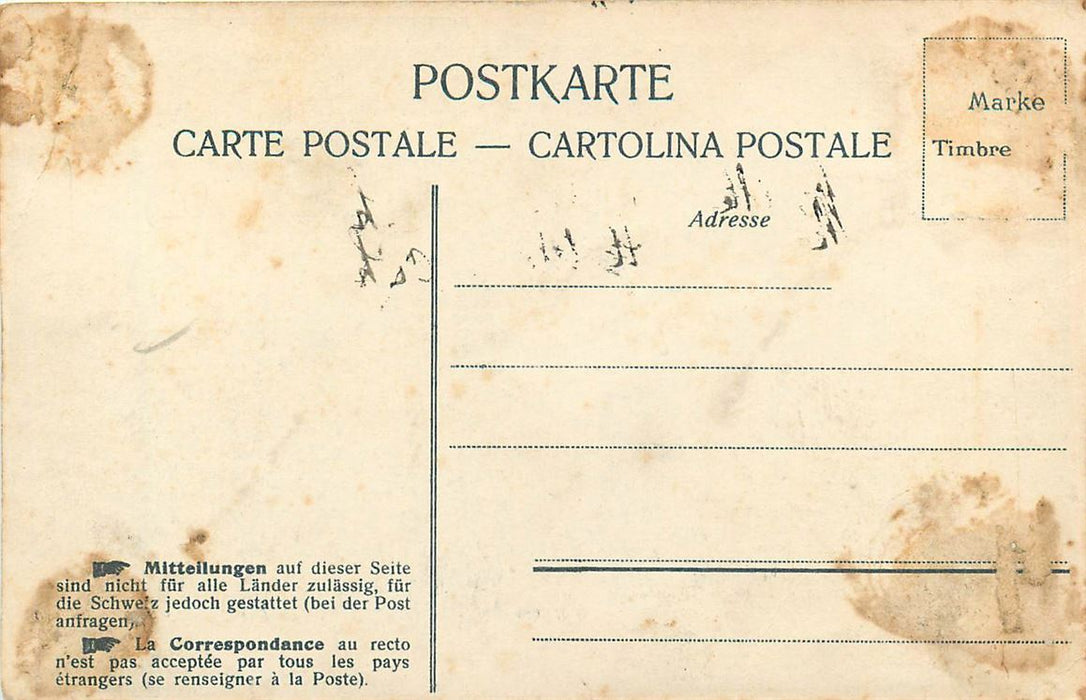 POSTKARTE
CARTE POSTALE — CARTOLINA POSTALE
Marke
Timbre
Adresse
☛ Mitteilungen auf dieser Seite
sind nicht für alle Länder zulässig, für
die Schweiz jedoch gestattet (bei der Post
anfragen).
☛ La Correspondance au recto
n'est pas acceptée par tous les pays
étrangers (se renseigner à la Poste).